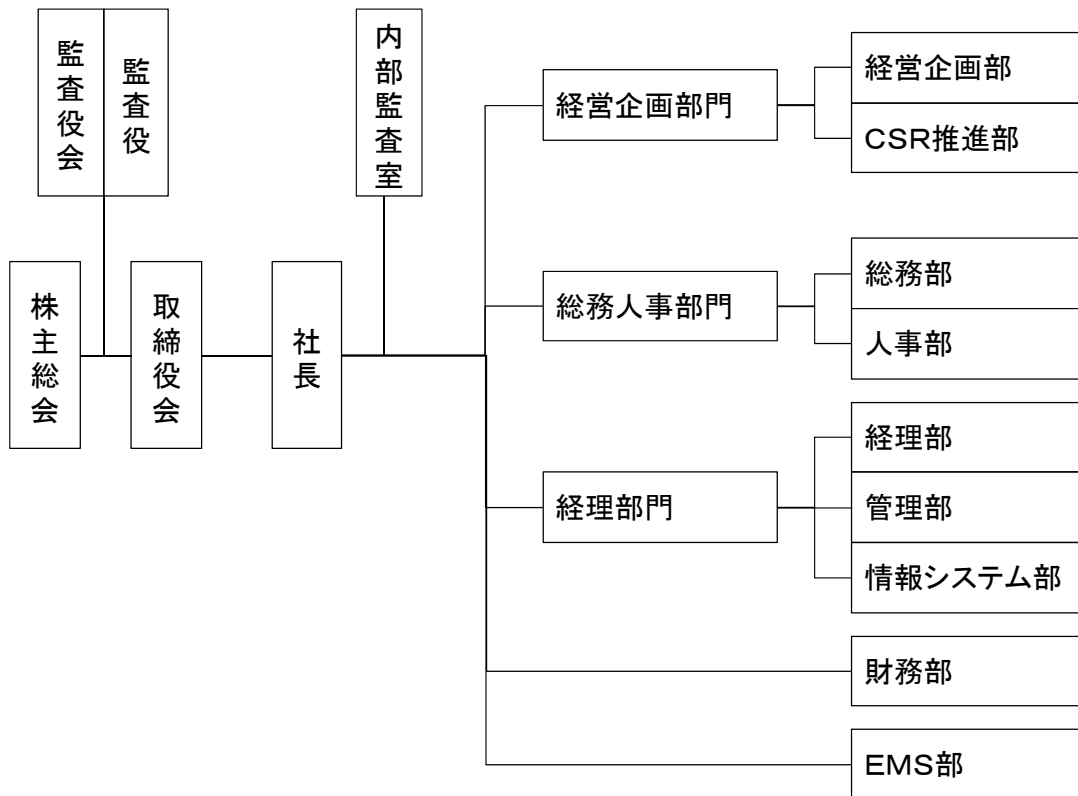 監査役会
監査役
内部監査室
株主総会
取締役会
社長
経営企画部門
経営企画部
CSR推進部
総務人事部門
総務部
人事部
経理部門
経理部
管理部
情報システム部
財務部
EMS部